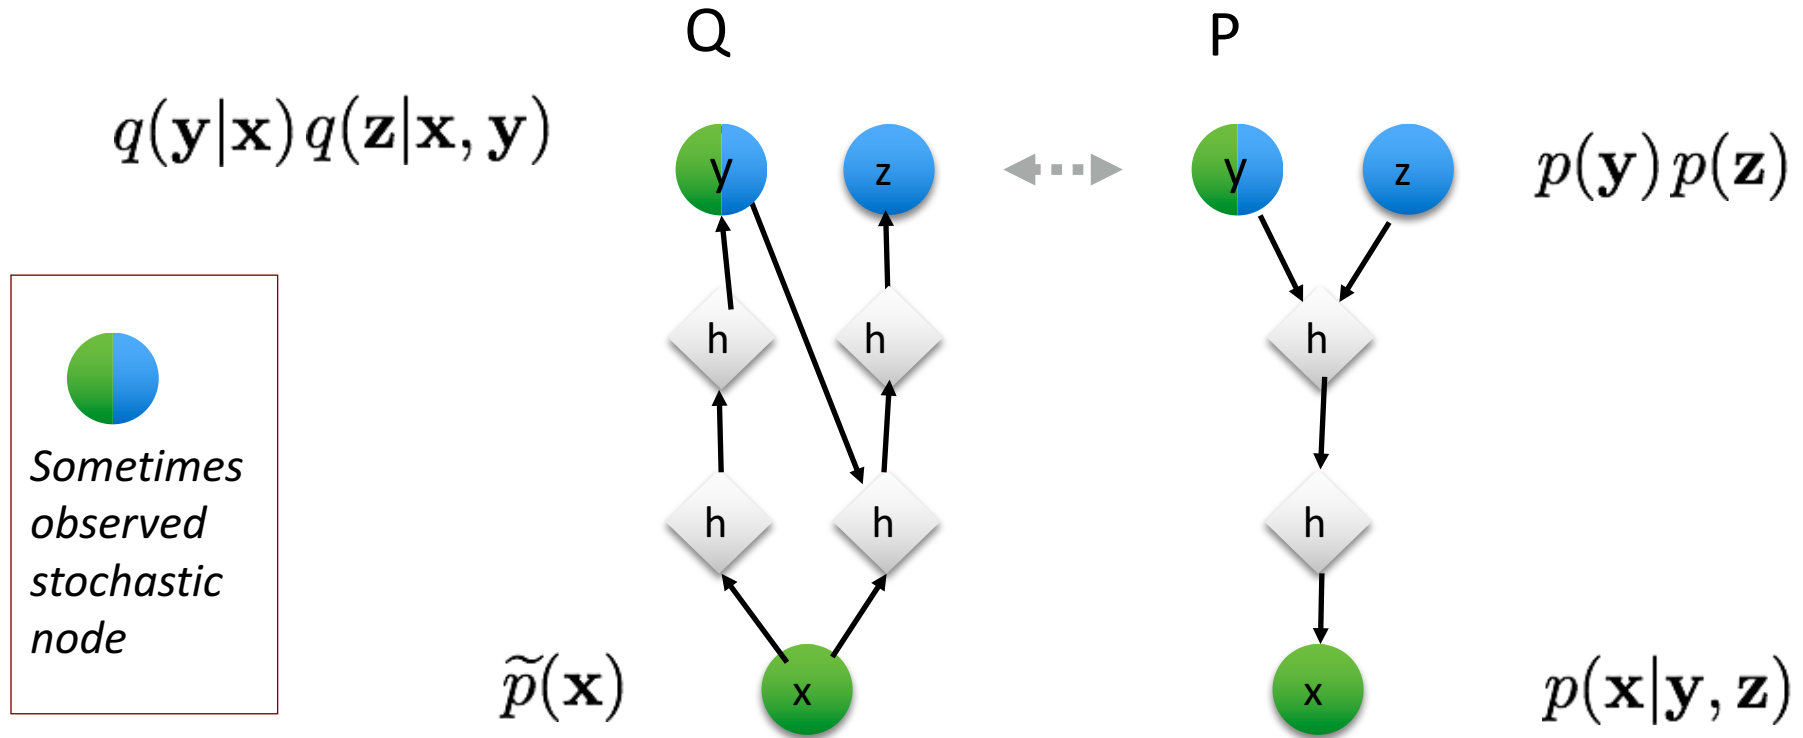 Q P
q(y|x) q(z|x, y)
y z y z
p(y) p(z)
h h h
Sometimes
observed
stochastic
node
h h h
p̃(x)
x x
p(x|y, z)